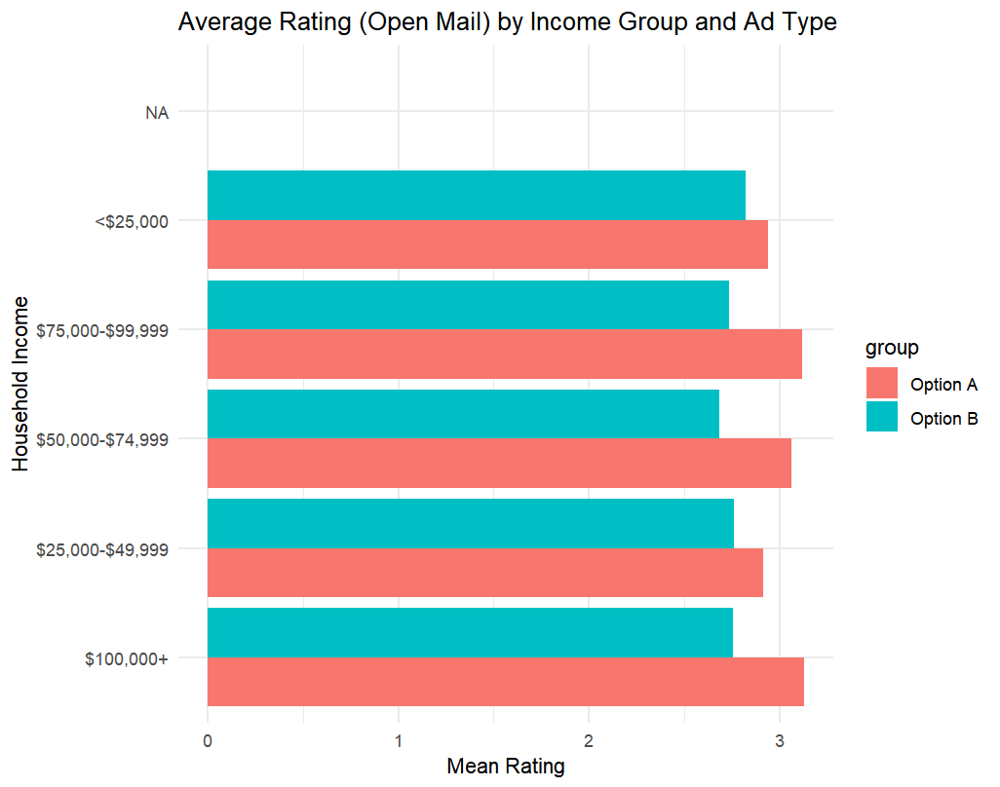 Average Rating (Open Mail) by Income Group and Ad Type
Household Income
NA
<$25,000
$75,000-$99,999
$50,000-$74,999
$25,000-$49,999
$100,000+
0 1 2 3
Mean Rating
group
Option A
Option B